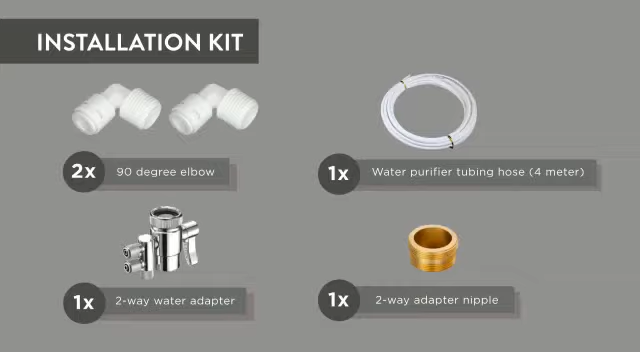 INSTALLATION KIT
2x 90 degree elbow
1x Water purifier tubing hose (4 meter)
1x 2-way water adapter
1x 2-way adapter nipple